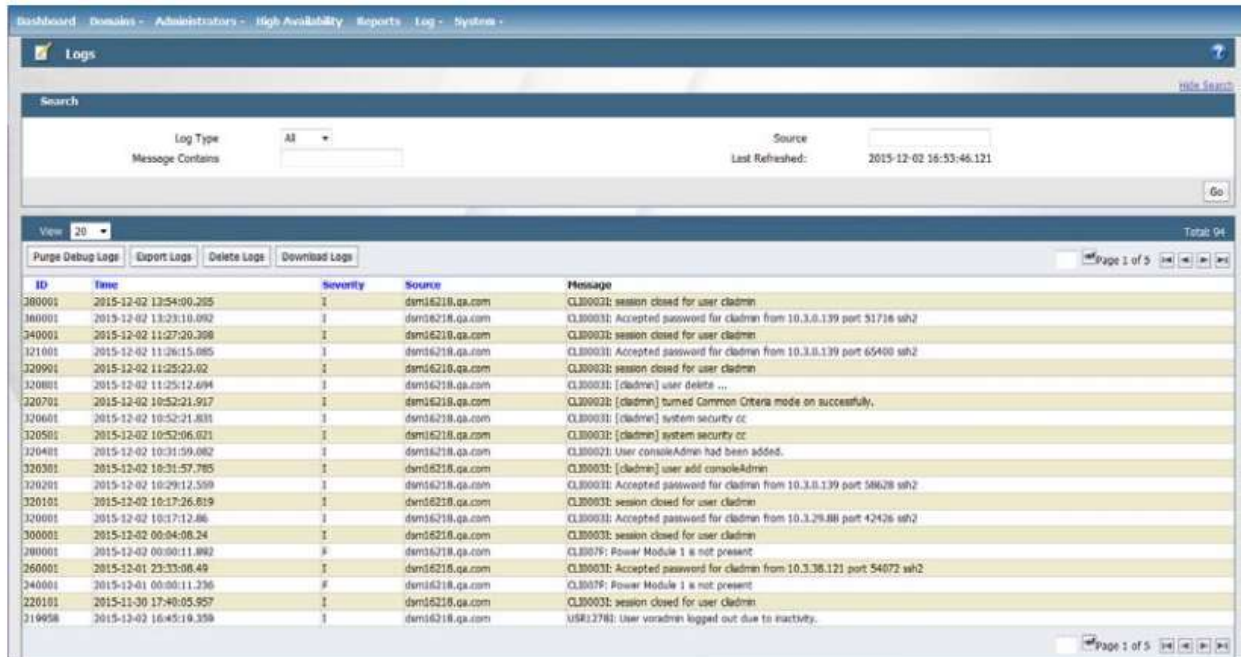 Dashboard Domains Administrators High Availability Reports Log System
Logs
Hide Search
Search
Log Type All Source
Message Contains Last Refreshed: 2015-12-02 16:53:46.121
Go
View 20 Total: 94
Purge Debug Logs Export Logs Delete Logs Download Logs Page 1 of 5
ID Time Severity Source Message
380001 2015-12-02 13:54:00.205 I dsm16218.qa.com CLI0003I: session closed for user cliadmin
360001 2015-12-02 13:23:10.092 I dsm16218.qa.com CLI0003I: Accepted password for cliadmin from 10.3.0.139 port 51716 ssh2
340001 2015-12-02 11:27:20.308 I dsm16218.qa.com CLI0003I: session closed for user cliadmin
321001 2015-12-02 11:26:15.085 I dsm16218.qa.com CLI0003I: Accepted password for cliadmin from 10.3.0.139 port 65400 ssh2
320901 2015-12-02 11:25:23.02 I dsm16218.qa.com CLI0003I: session closed for user cliadmin
320801 2015-12-02 11:25:12.694 I dsm16218.qa.com CLI0003I: [cliadmin] user delete ...
320701 2015-12-02 10:52:21.917 I dsm16218.qa.com CLI0003I: [cliadmin] turned Common Criteria mode on successfully.
320601 2015-12-02 10:52:21.831 I dsm16218.qa.com CLI0003I: [cliadmin] system security cc
320501 2015-12-02 10:52:06.021 I dsm16218.qa.com CLI0003I: [cliadmin] system security cc
320401 2015-12-02 10:31:59.082 I dsm16218.qa.com CLI0002I: User consoleAdmin had been added.
320301 2015-12-02 10:31:57.785 I dsm16218.qa.com CLI0003I: [cliadmin] user add consoleAdmin
320201 2015-12-02 10:29:12.559 I dsm16218.qa.com CLI0003I: Accepted password for cliadmin from 10.3.0.139 port 58628 ssh2
320101 2015-12-02 10:17:26.819 I dsm16218.qa.com CLI0003I: session closed for user cliadmin
320001 2015-12-02 10:17:12.86 I dsm16218.qa.com CLI0003I: Accepted password for cliadmin from 10.3.29.88 port 42426 ssh2
300001 2015-12-02 00:04:08.24 I dsm16218.qa.com CLI0003I: session closed for user cliadmin
280001 2015-12-02 00:00:11.892 F dsm16218.qa.com CLI007F: Power Module 1 is not present
260001 2015-12-01 23:33:08.49 I dsm16218.qa.com CLI0003I: Accepted password for cliadmin from 10.3.38.121 port 54072 ssh2
240001 2015-12-01 00:00:11.236 F dsm16218.qa.com CLI007F: Power Module 1 is not present
220101 2015-11-30 17:40:05.957 I dsm16218.qa.com CLI0003I: session closed for user cliadmin
219958 2015-12-02 16:45:19.359 I dsm16218.qa.com USR1278I: User voradmin logged out due to inactivity.
Page 1 of 5